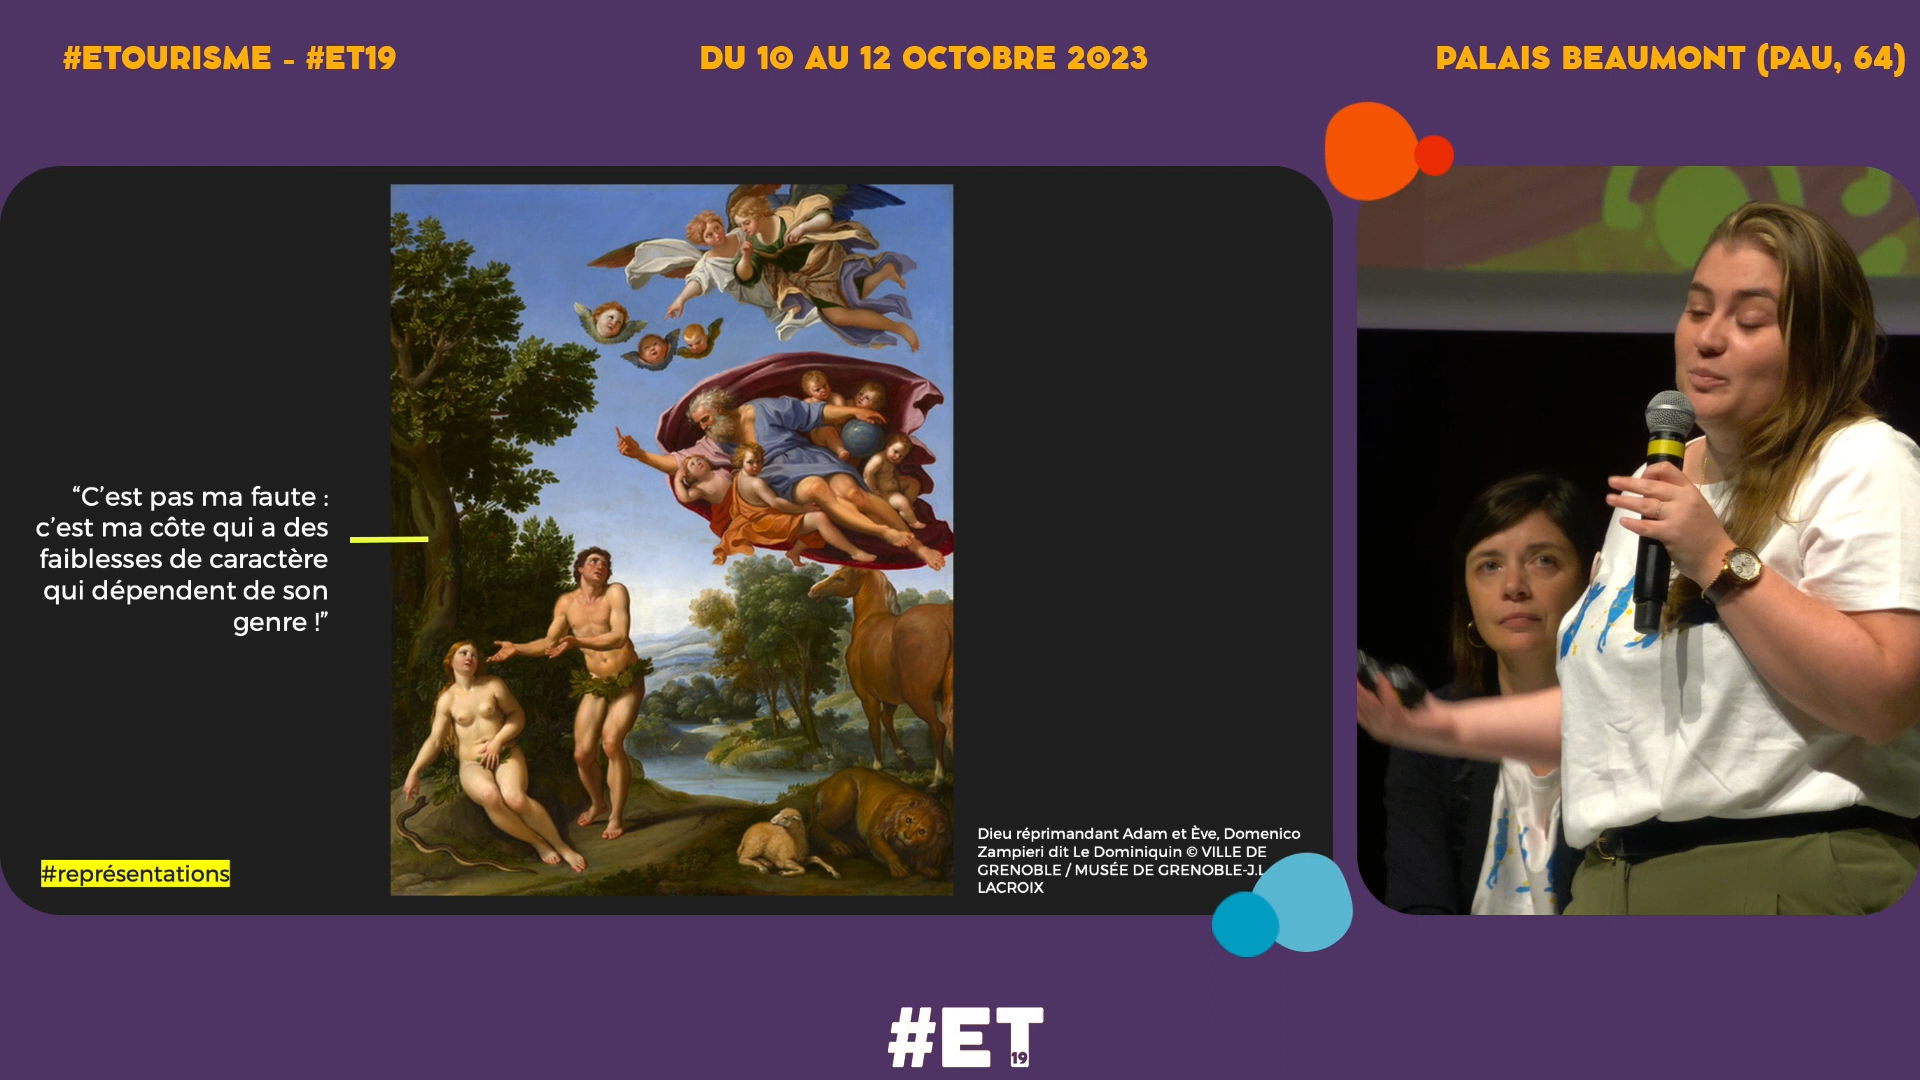 #ETOURISME - #ET19
DU 10 AU 12 OCTOBRE 2023
PALAIS BEAUMONT (PAU, 64)
“C’est pas ma faute :
c’est ma côte qui a des
faiblesses de caractère
qui dépendent de son
genre !”
#représentations
Dieu réprimandant Adam et Ève, Domenico
Zampieri dit Le Dominiquin © VILLE DE
GRENOBLE / MUSÉE DE GRENOBLE-J.L
LACROIX
#ET
19